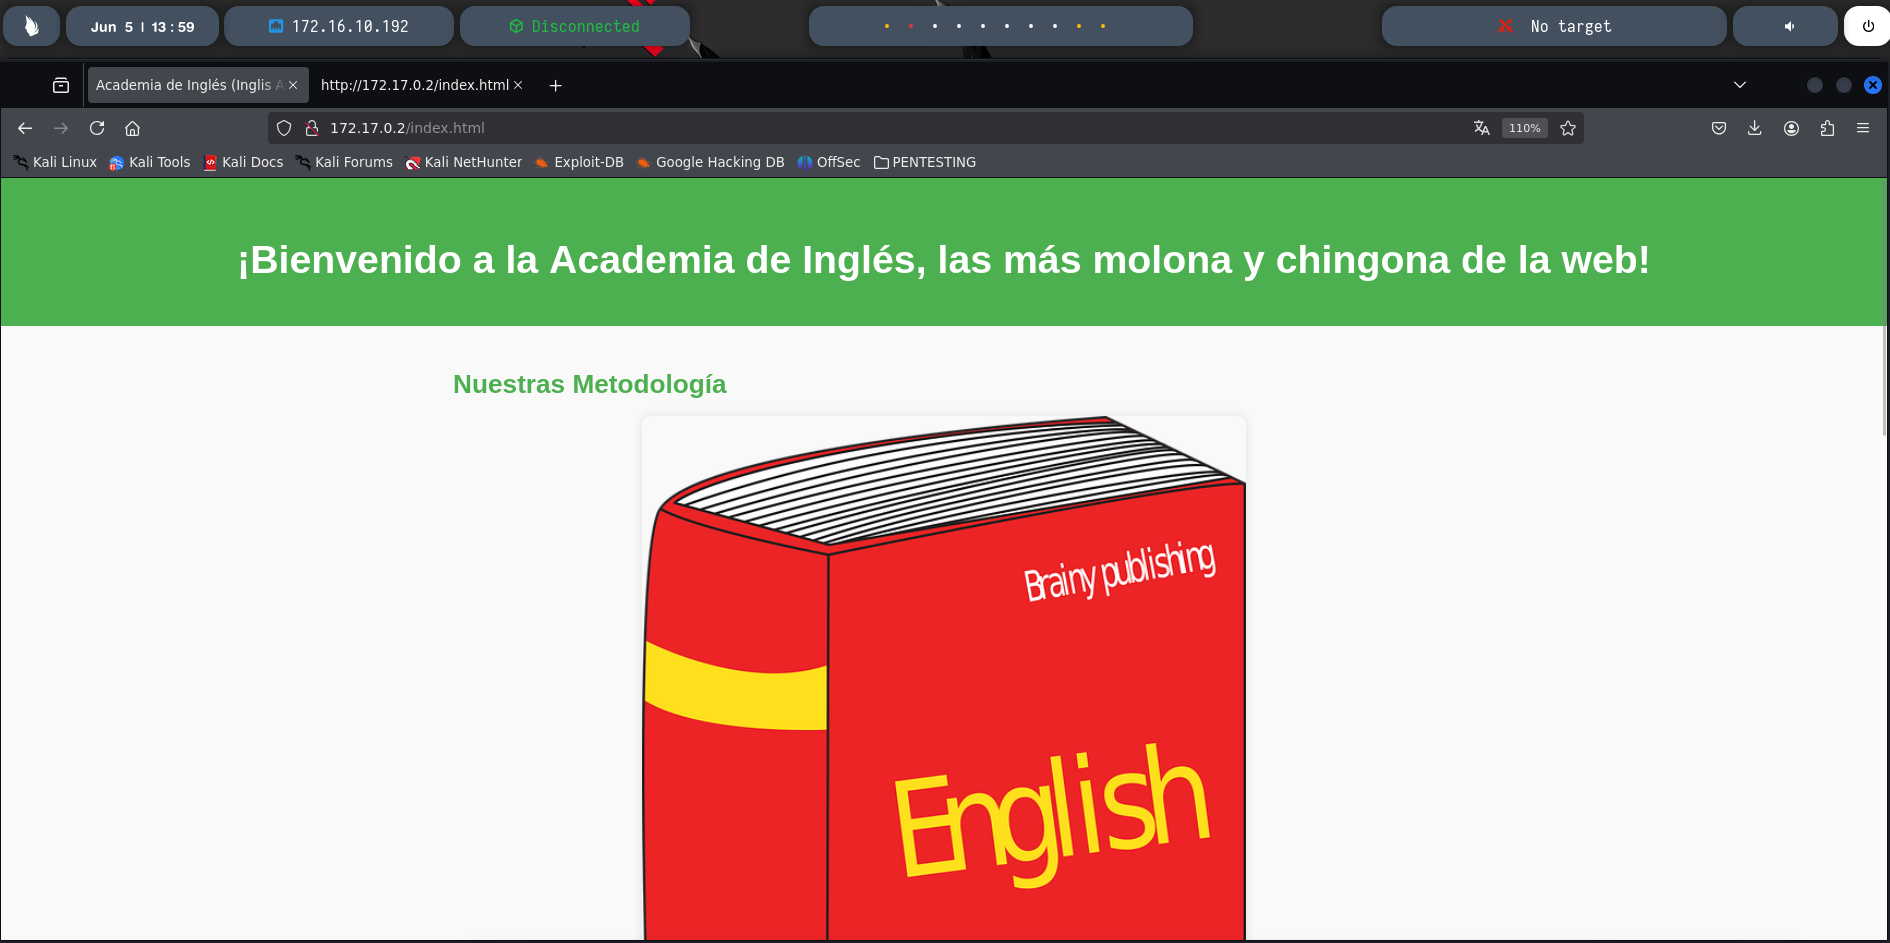 Jun 5 | 13:59 172.16.10.192 Disconnected No target
Academia de Inglés (Inglis A http://172.17.0.2/index.html
172.17.0.2/index.html 110%
Kali Linux Kali Tools Kali Docs Kali Forums Kali NetHunter Exploit-DB Google Hacking DB OffSec PENTESTING
¡Bienvenido a la Academia de Inglés, las más molona y chingona de la web!
Nuestras Metodología
Brainy publishing
English